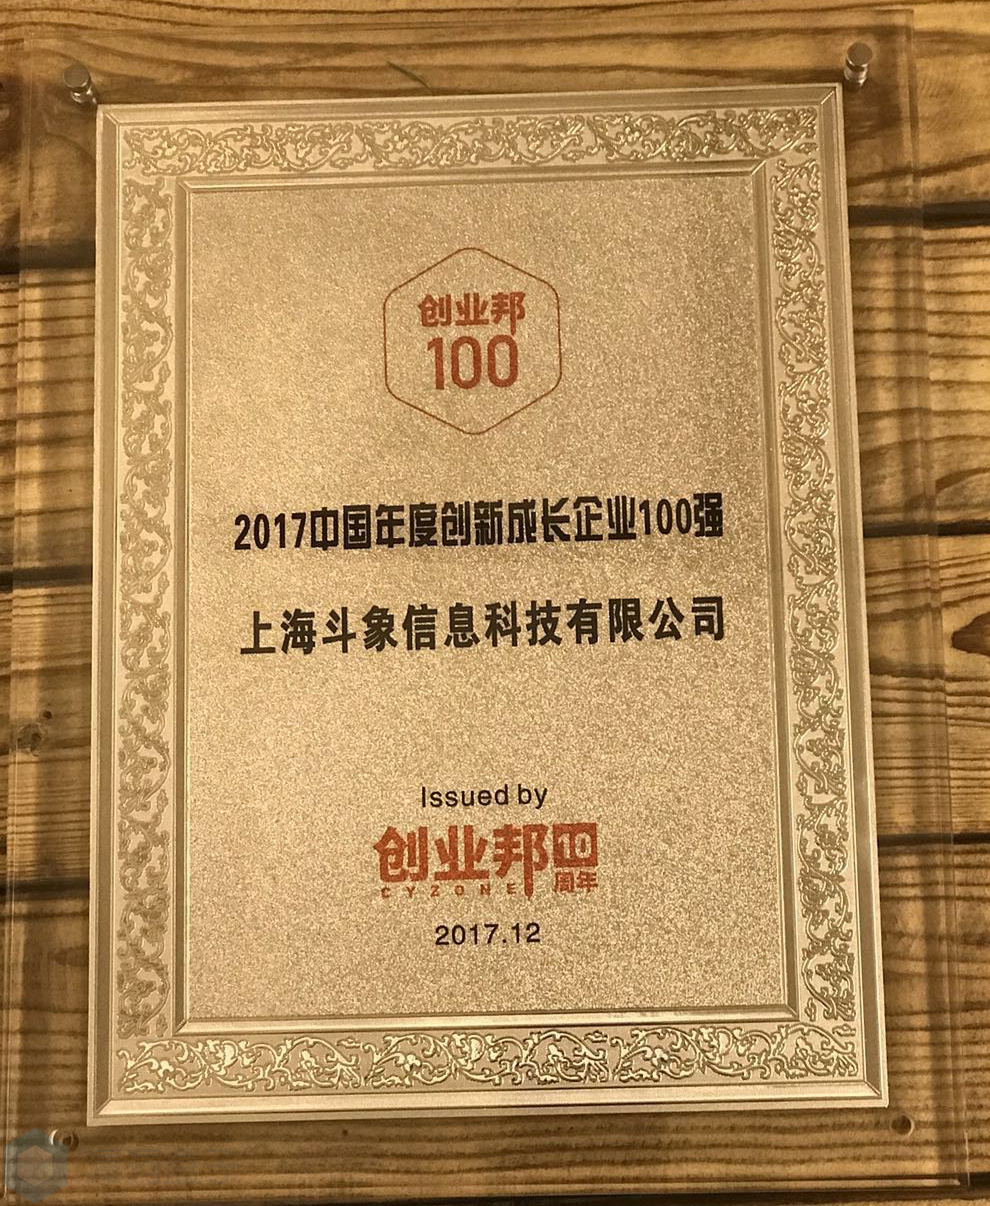 创业邦
100
2017中国年度创新成长企业100强
上海斗象信息科技有限公司
Issued by
创业邦10
CYZONE 周年
2017.12